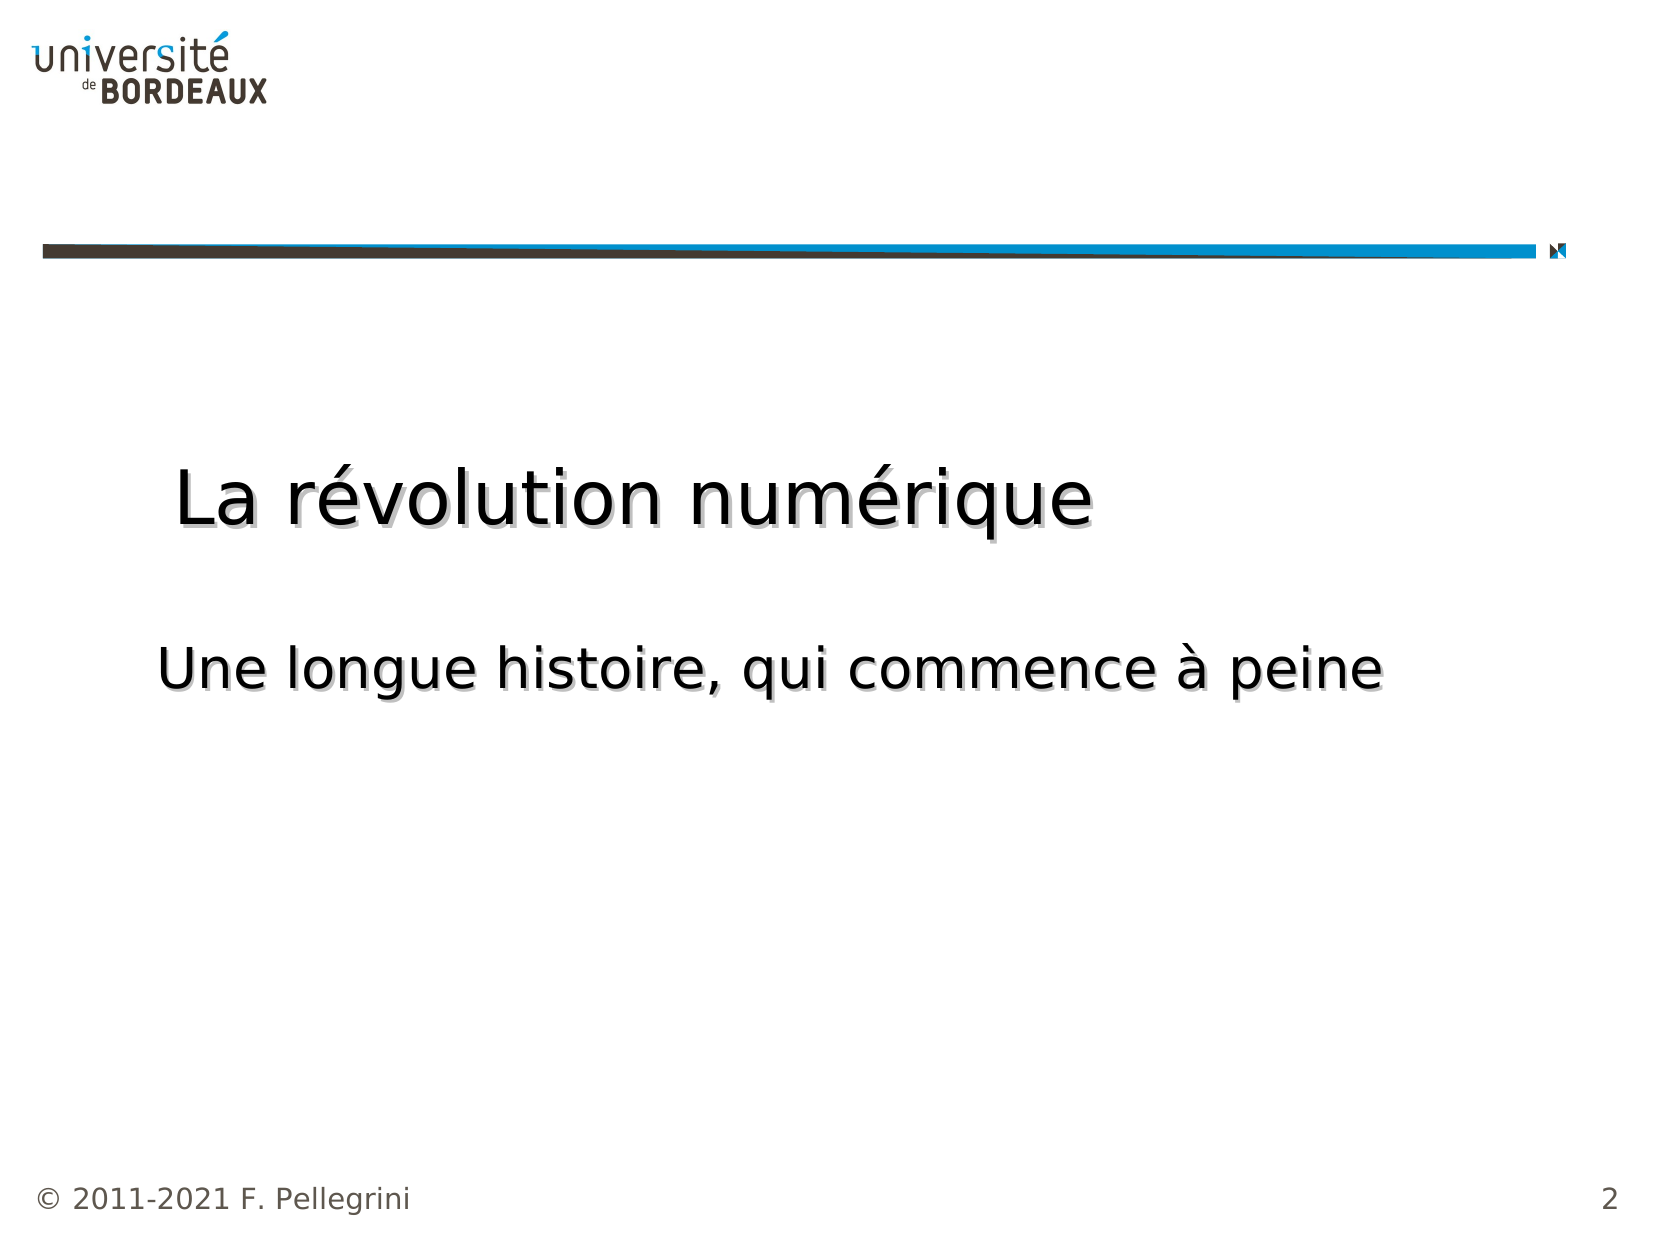 université
de BORDEAUX
La révolution numérique
Une longue histoire, qui commence à peine
© 2011-2021 F. Pellegrini
2